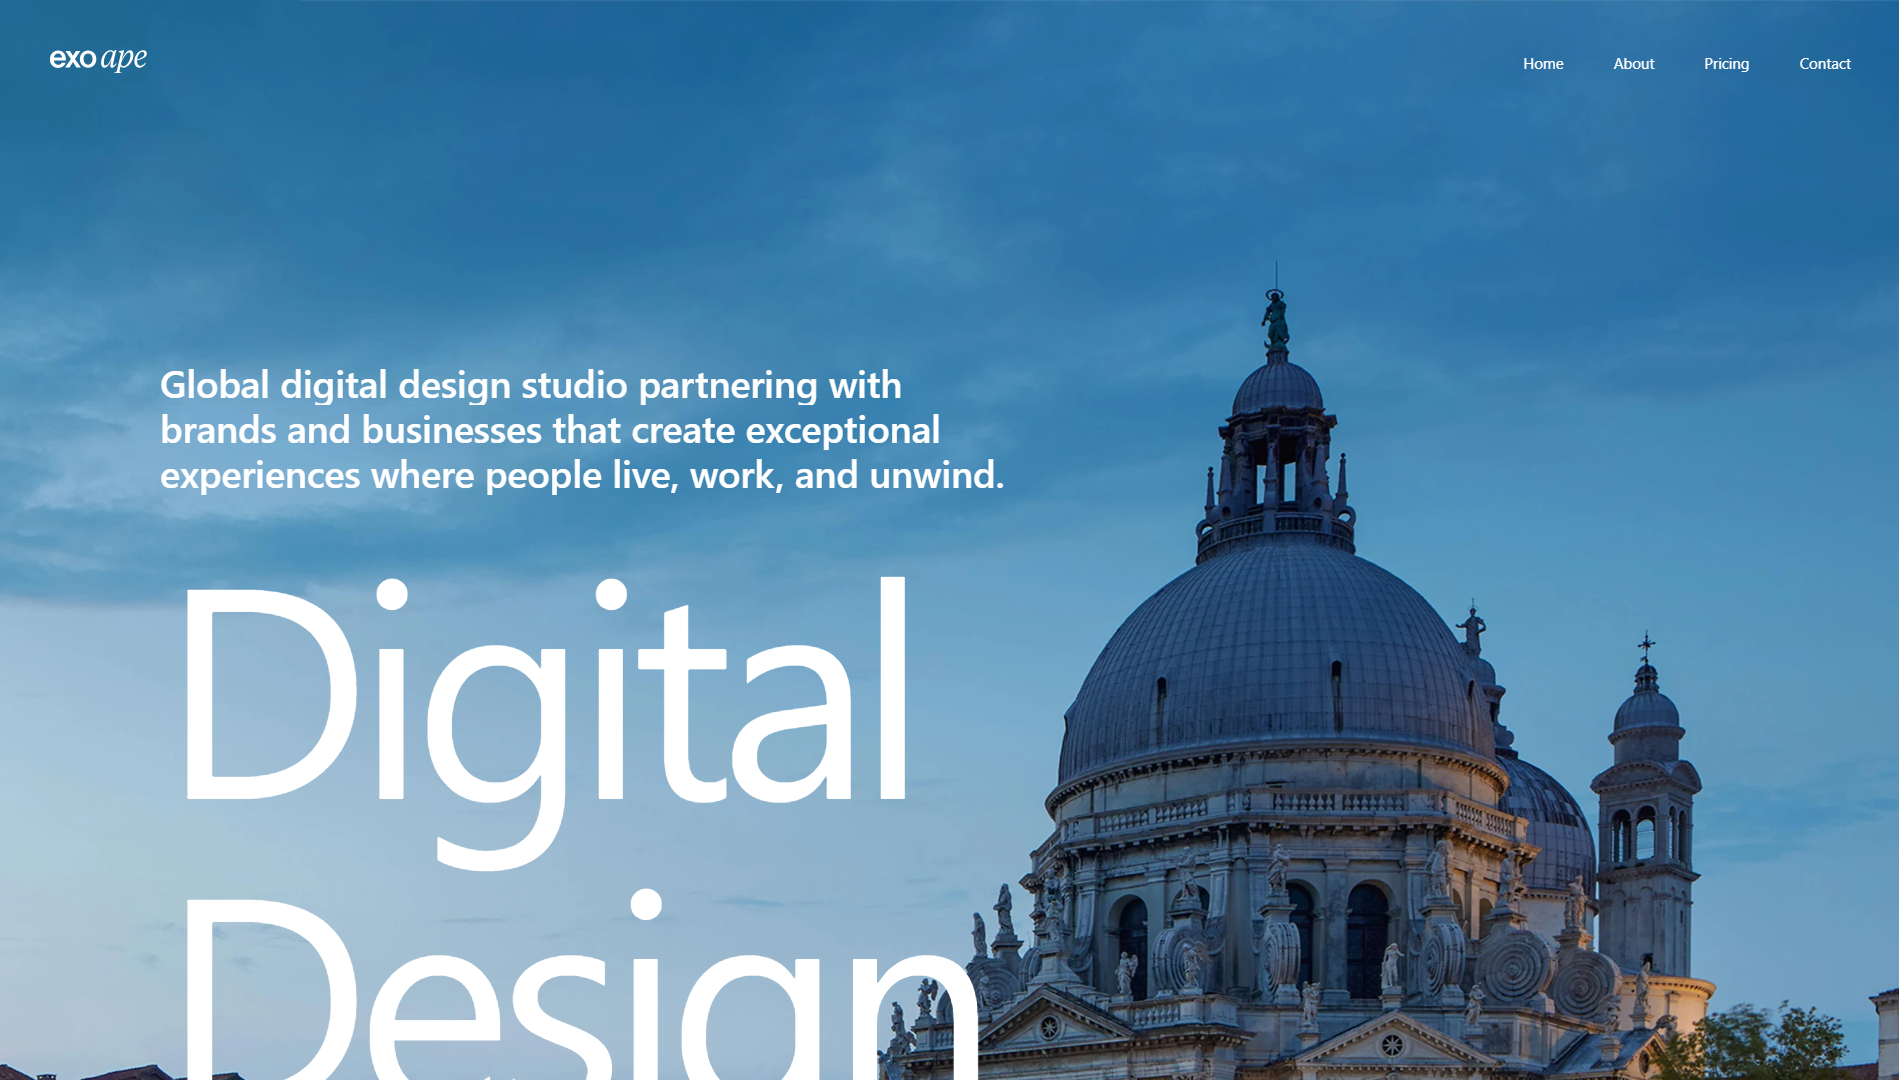 exo ape
Home
About
Pricing
Contact
Global digital design studio partnering with
brands and businesses that create exceptional
experiences where people live, work, and unwind.
Digital
Design